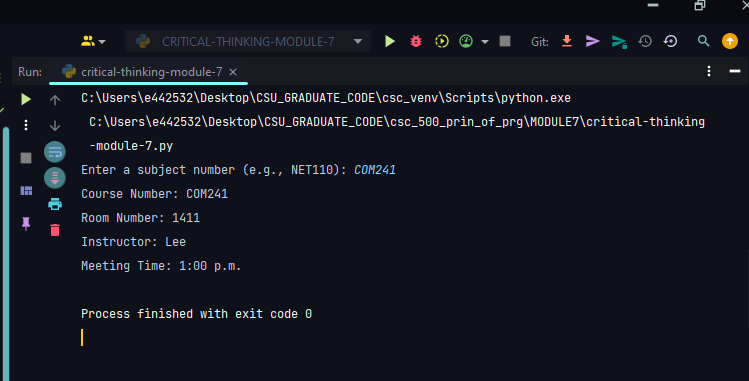 CRITICAL-THINKING-MODULE-7
Git:
Run:
critical-thinking-module-7
C:\Users\e442532\Desktop\CSU_GRADUATE_CODE\csc_venv\Scripts\python.exe
C:\Users\e442532\Desktop\CSU_GRADUATE_CODE\csc_500_prin_of_prg\MODULE7\critical-thinking
-module-7.py
Enter a subject number (e.g., NET110): COM241
Course Number: COM241
Room Number: 1411
Instructor: Lee
Meeting Time: 1:00 p.m.
Process finished with exit code 0